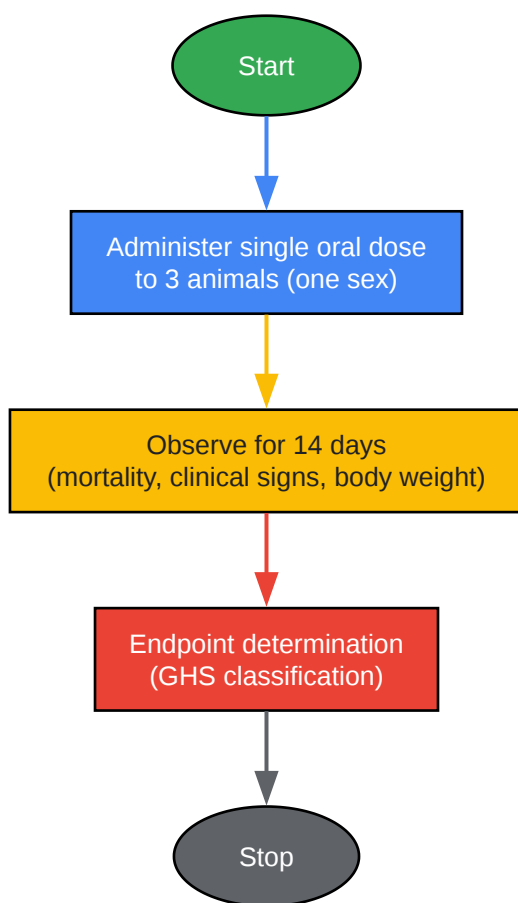 Start
Administer single oral dose
to 3 animals (one sex)
Observe for 14 days
(mortality, clinical signs, body weight)
Endpoint determination
(GHS classification)
Stop